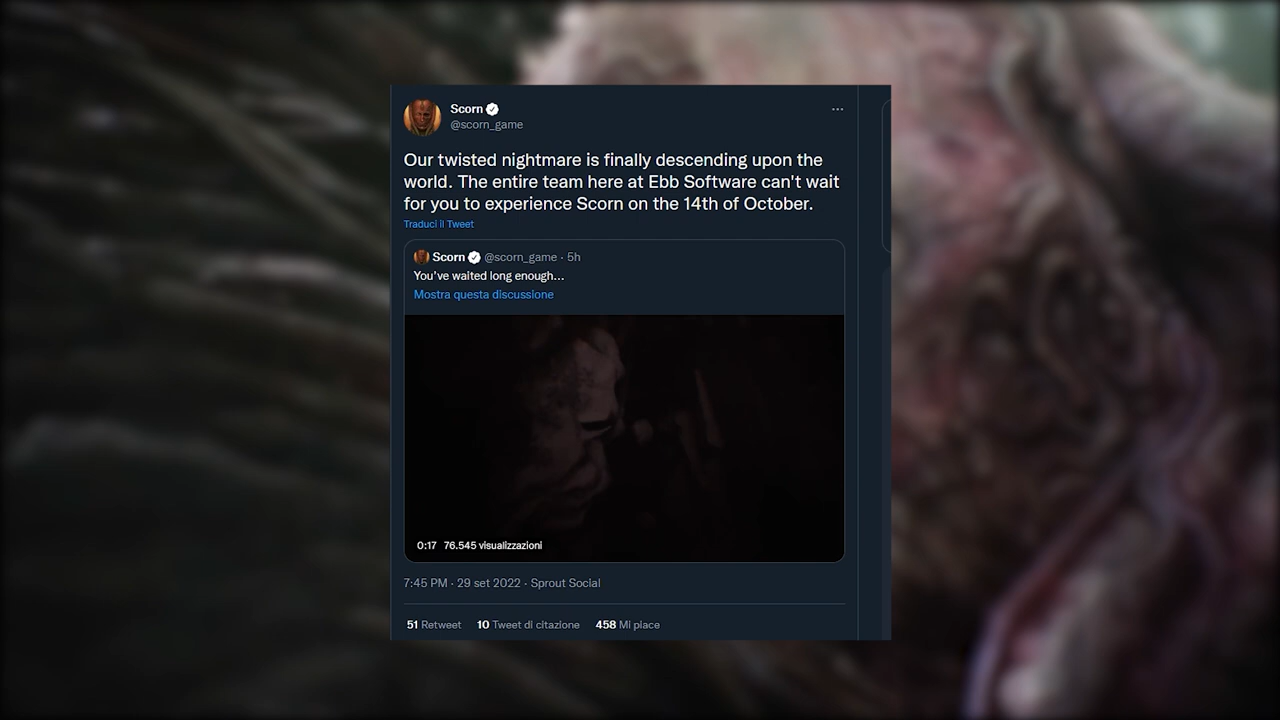 Scorn
@scorn_game
Our twisted nightmare is finally descending upon the
world. The entire team here at Ebb Software can't wait
for you to experience Scorn on the 14th of October.
Traduci il Tweet
Scorn @scorn_game · 5h
You've waited long enough...
Mostra questa discussione
0:17 76.545 visualizzazioni
7:45 PM · 29 set 2022 · Sprout Social
51 Retweet 10 Tweet di citazione 458 Mi piace